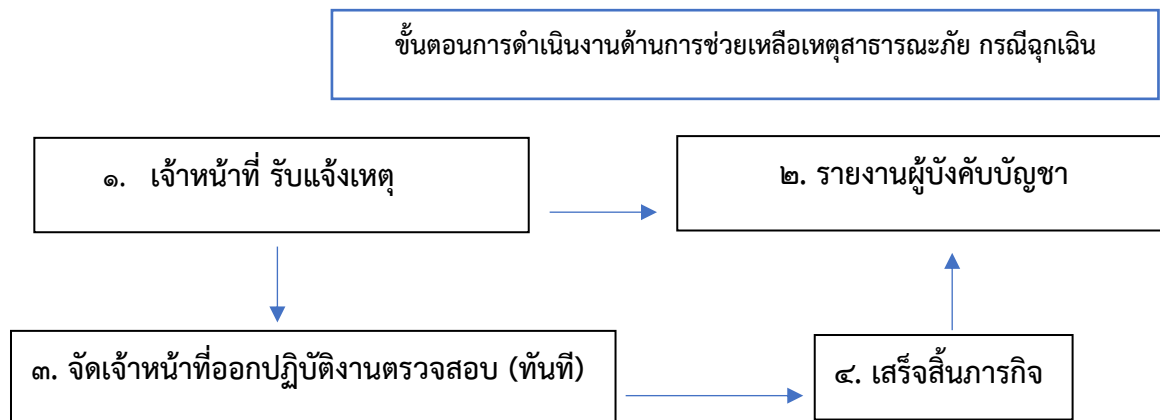 ขั้นตอนการดำเนินงานด้านการช่วยเหลือเหตุสาธารณะภัย กรณีฉุกเฉิน
๑. เจ้าหน้าที่ รับแจ้งเหตุ
๒. รายงานผู้บังคับบัญชา
๓. จัดเจ้าหน้าที่ออกปฏิบัติงานตรวจสอบ (ทันที)
๔. เสร็จสิ้นภารกิจ